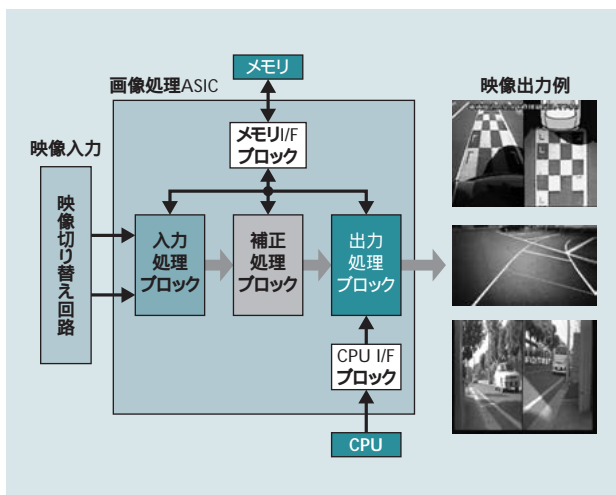 メモリ
画像処理ASIC
映像出力例
メモリI/F
ブロック
映像入力
映像切り替え回路
入力
処理
ブロック
補正
処理
ブロック
出力
処理
ブロック
CPU I/F
ブロック
CPU